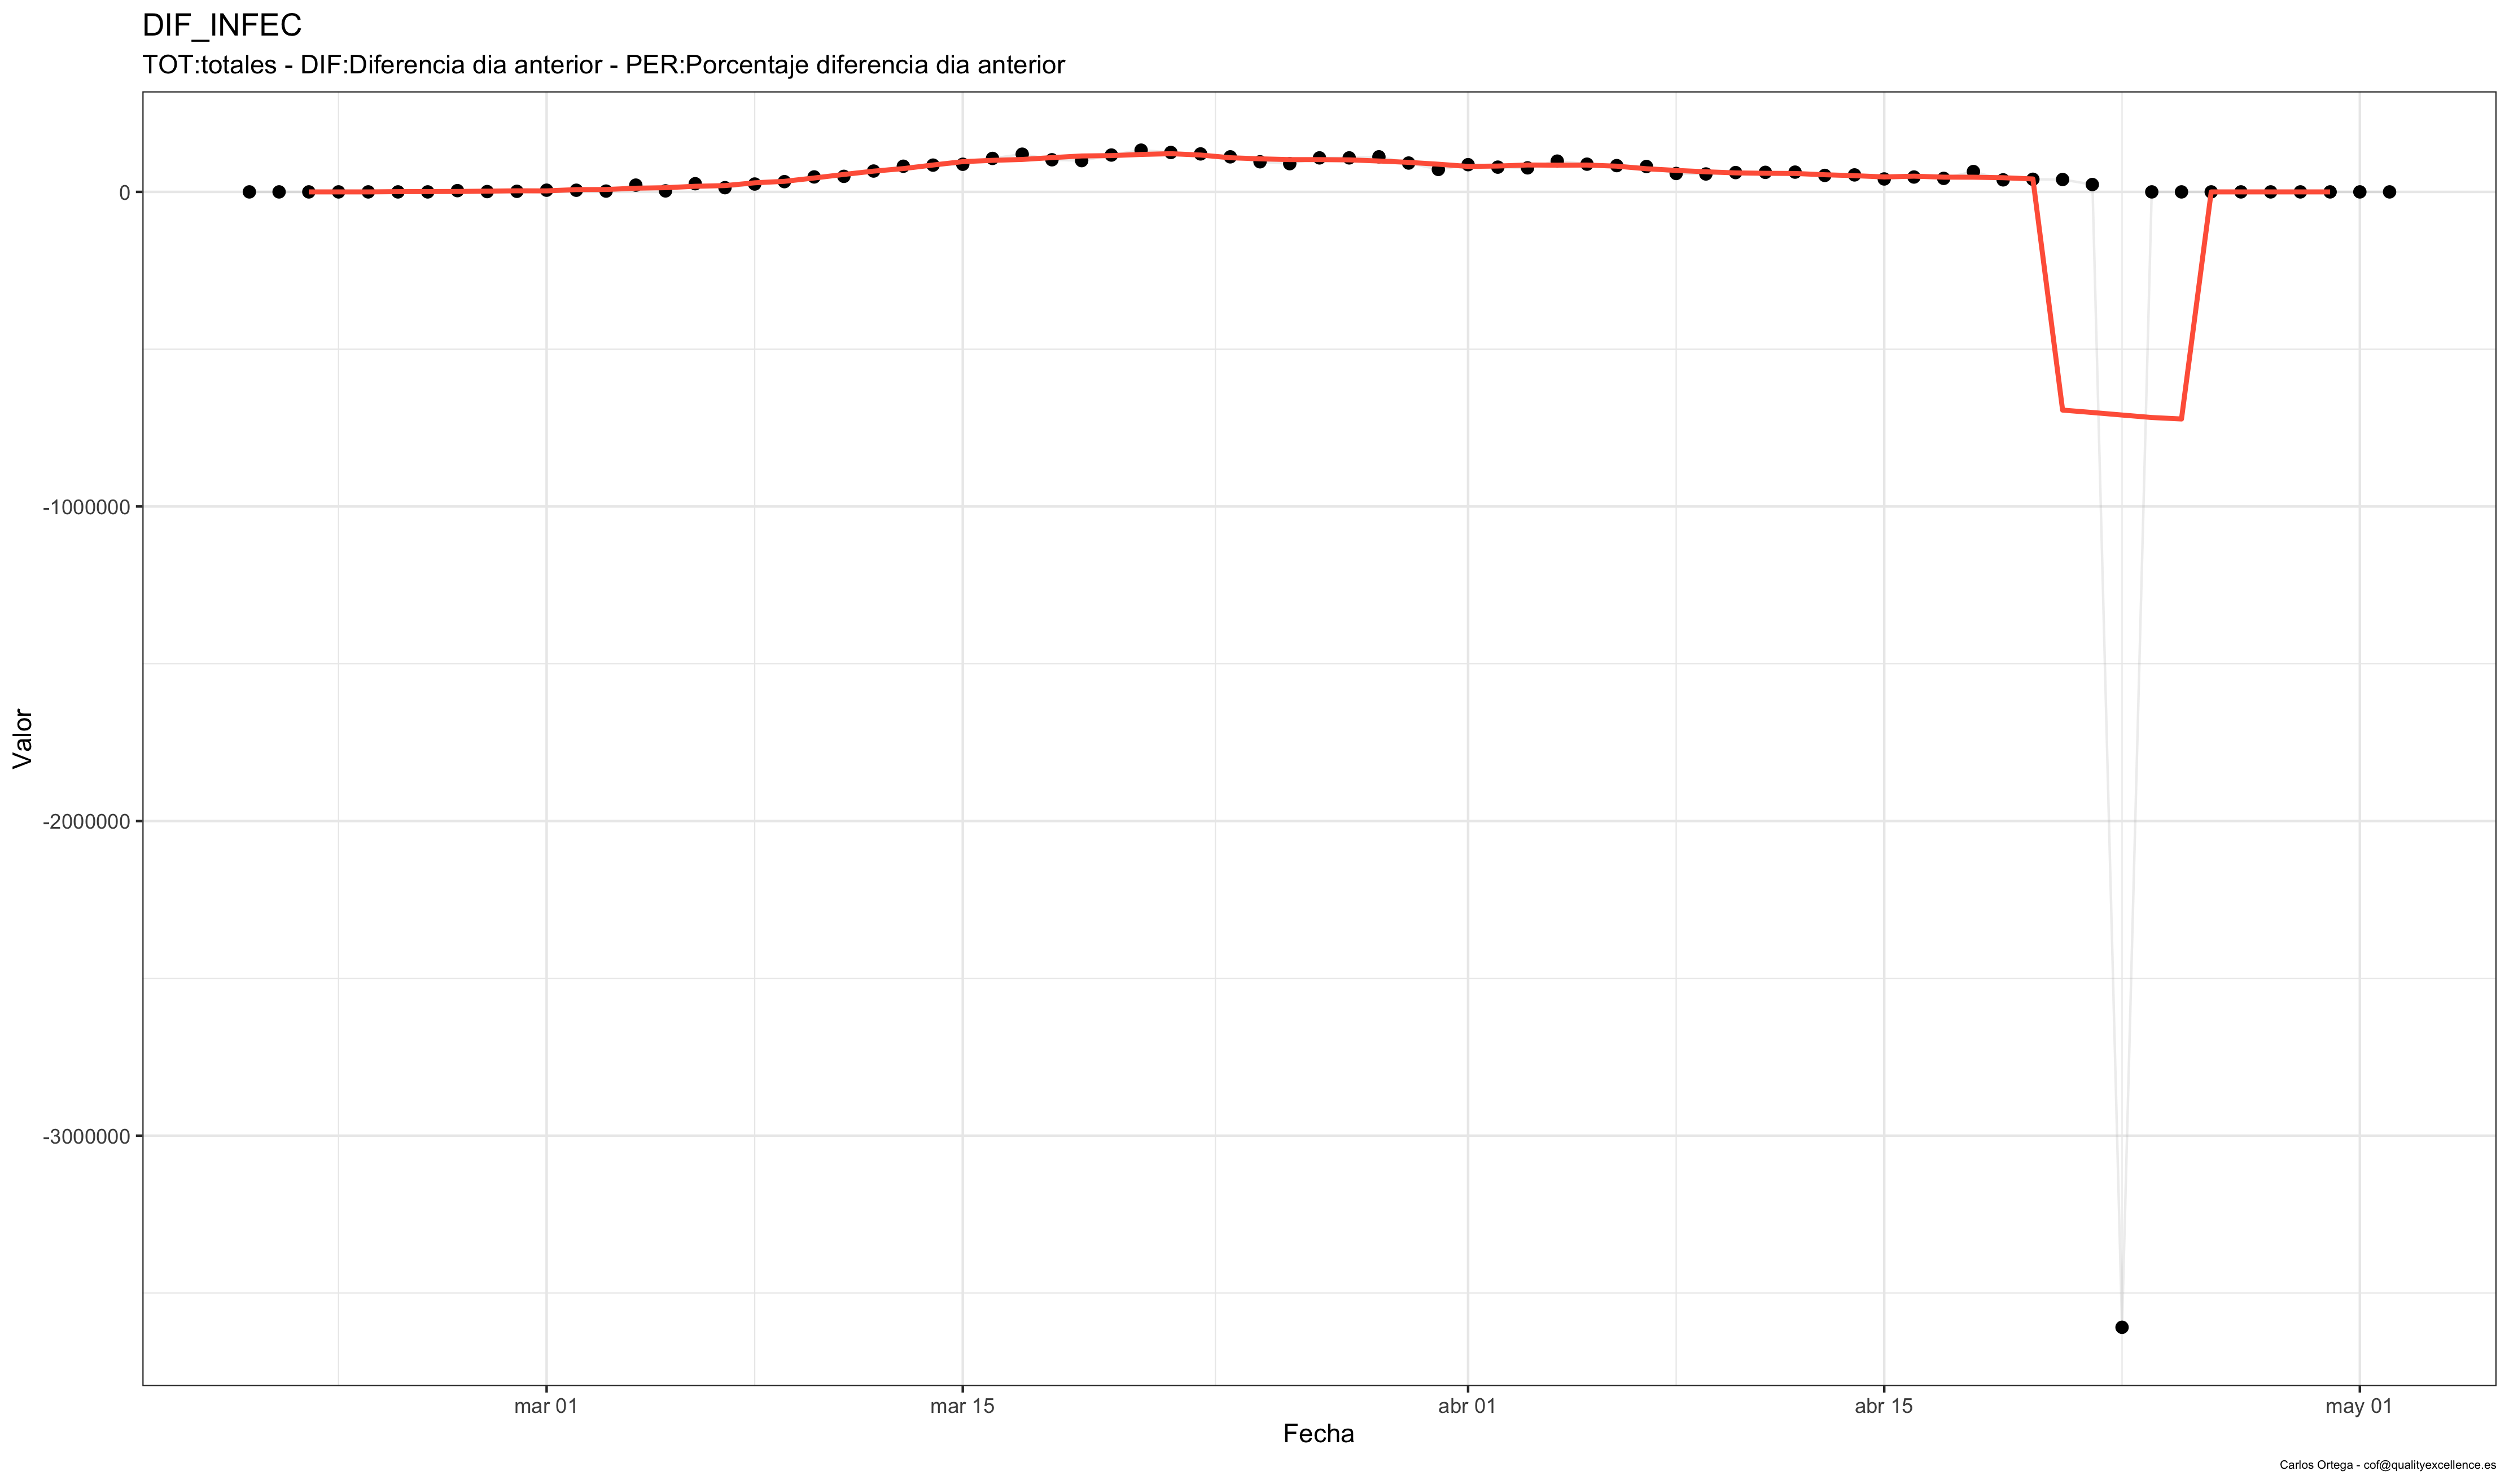 DIF_INFEC
TOT:totales - DIF:Diferencia dia anterior - PER:Porcentaje diferencia dia anterior
Valor
0
-1000000
-2000000
-3000000
mar 01
mar 15
abr 01
abr 15
may 01
Fecha
Carlos Ortega - cof@qualityexcellence.es